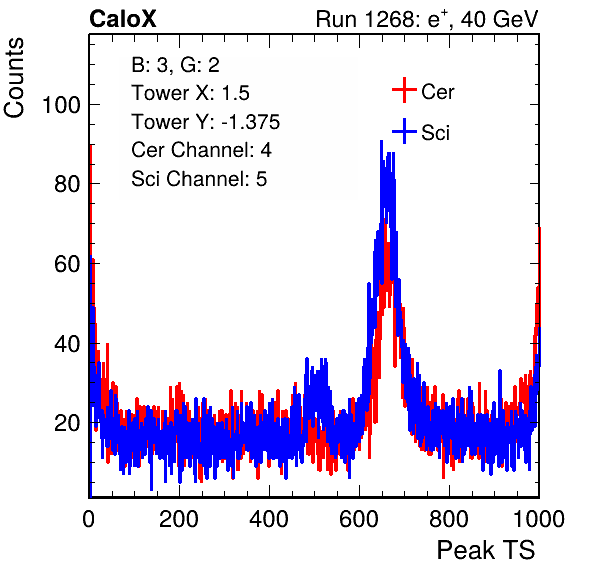 CaloX Run 1268: e⁺, 40 GeV
Counts
B: 3, G: 2
Tower X: 1.5
Tower Y: -1.375
Cer Channel: 4
Sci Channel: 5
Cer
Sci
100
80
60
40
20
0 200 400 600 800 1000
Peak TS